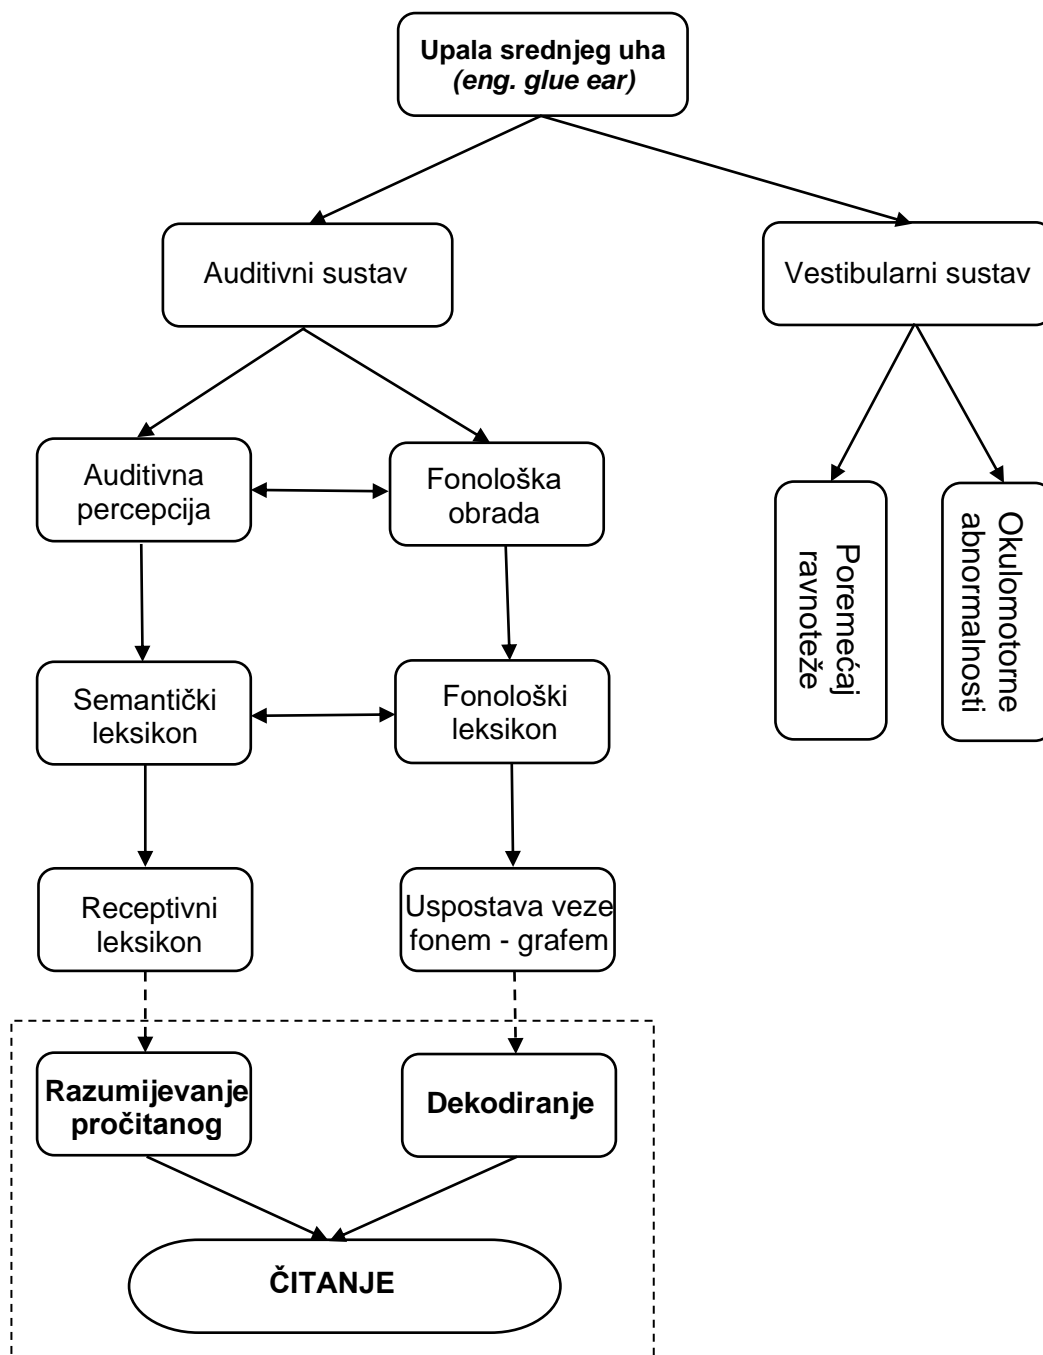 Upala srednjeg uha
(eng. glue ear)
Auditivni sustav
Vestibularni sustav
Auditivna
percepcija
Fonološka
obrada
Poremećaj
ravnoteže
Okulomotorne
abnormalnosti
Semantički
leksikon
Fonološki
leksikon
Receptivni
leksikon
Uspostava veze
fonem - grafem
Razumijevanje
pročitanog
Dekodiranje
ČITANJE